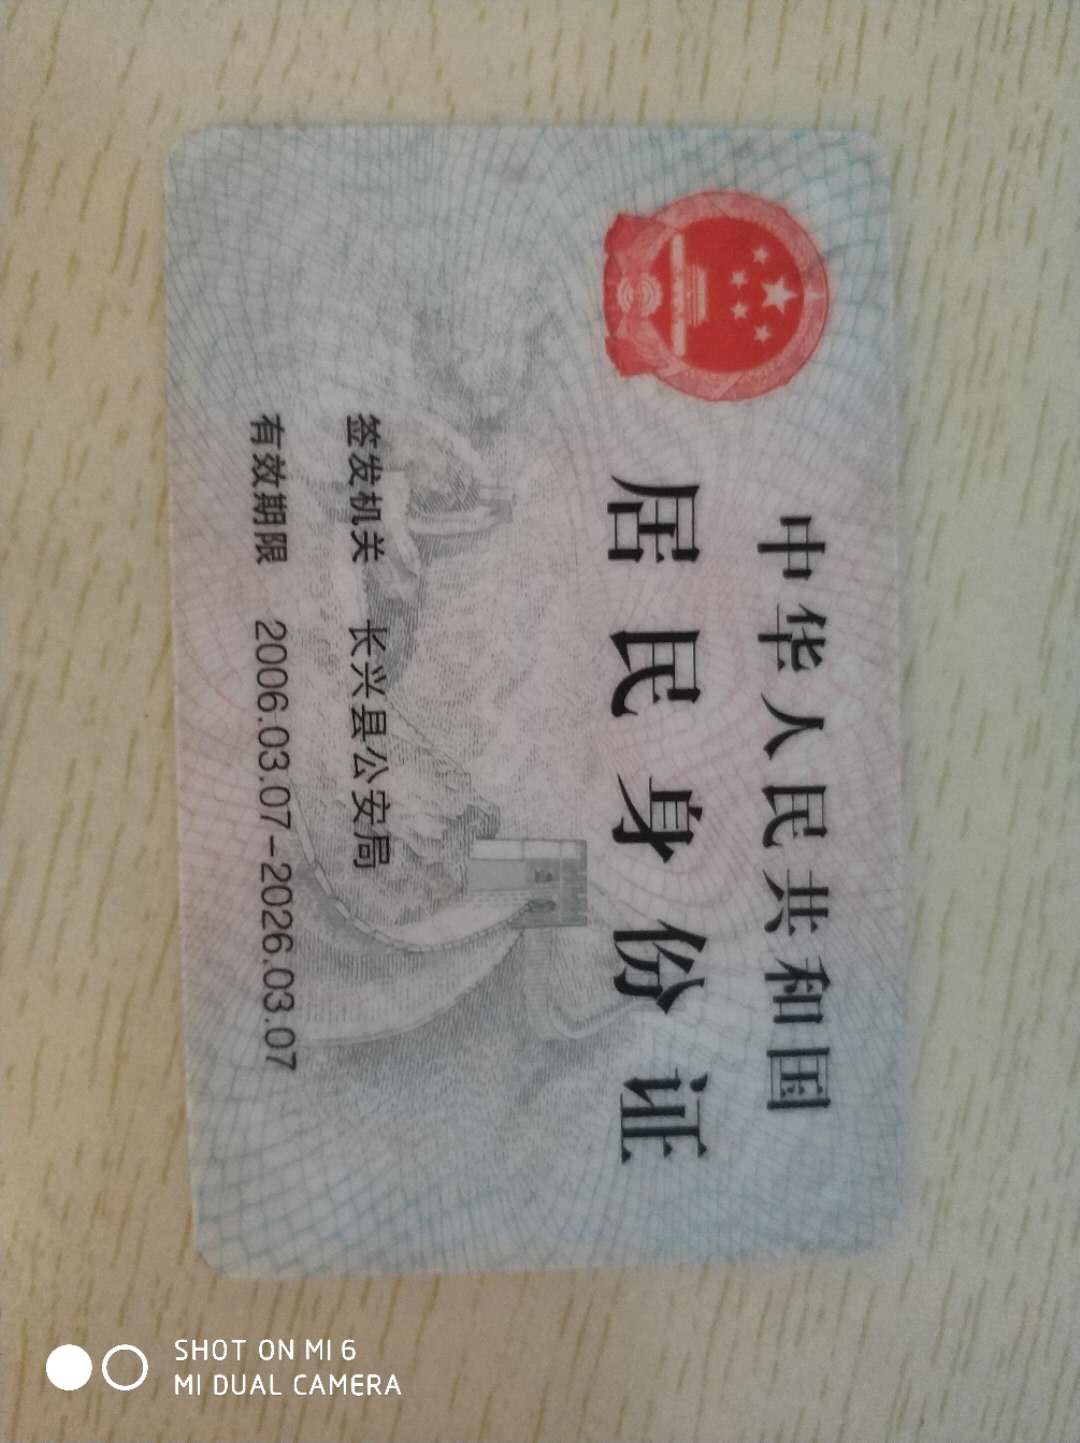 中华人民共和国
居民身份证
签发机关 长兴县公安局
有效期限 2006.03.07-2026.03.07
SHOT ON MI 6
MI DUAL CAMERA